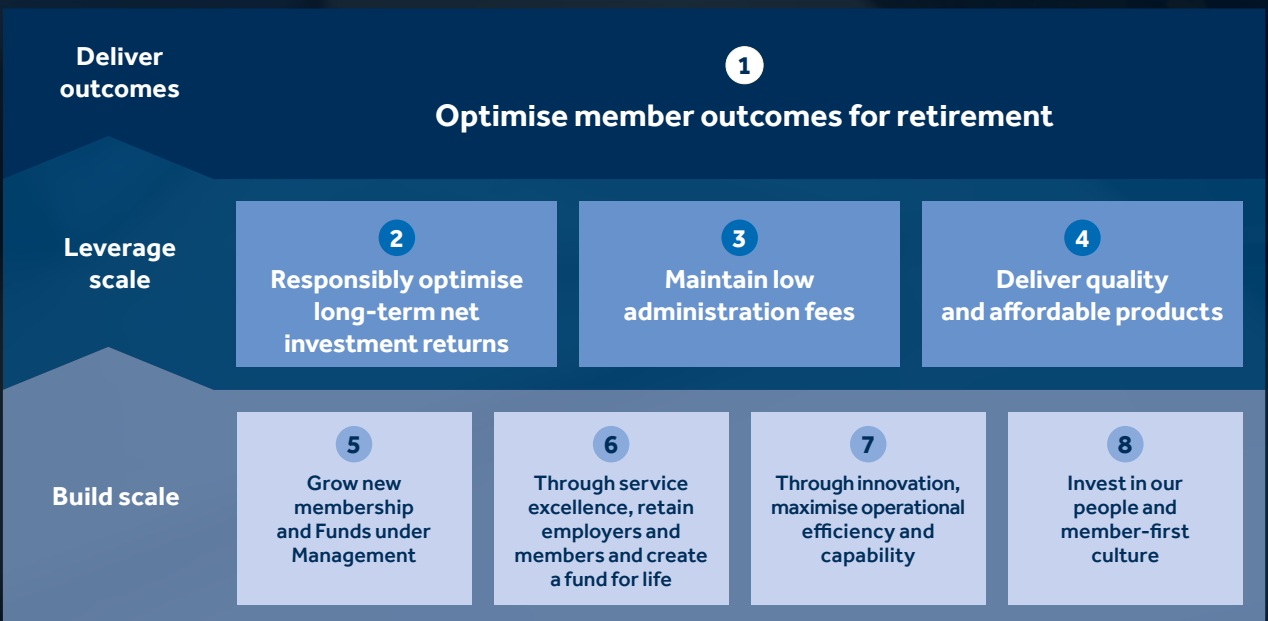 Deliver
outcomes
1
Optimise member outcomes for retirement
Leverage
scale
2
Responsibly optimise
long-term net
investment returns
3
Maintain low
administration fees
4
Deliver quality
and affordable products
Build scale
5
Grow new
membership
and Funds under
Management
6
Through service
excellence, retain
employers and
members and create
a fund for life
7
Through innovation,
maximise operational
efficiency and
capability
8
Invest in our
people and
member-first
culture